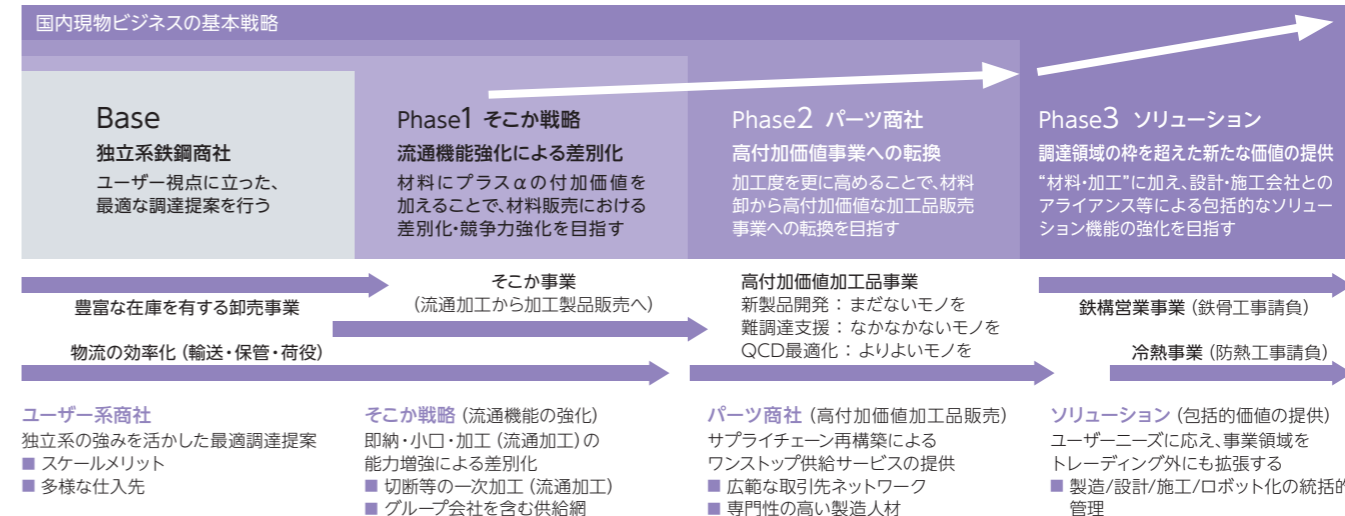 国内現物ビジネスの基本戦略
Base
独立系鉄鋼商社
ユーザー視点に立った、
最適な調達提案を行う
Phase1 そこか戦略
流通機能強化による差別化
材料にプラスαの付加価値を
加えることで、材料販売における
差別化・競争力強化を目指す
Phase2 パーツ商社
高付加価値事業への転換
加工度を更に高めることで、材料
卸から高付加価値な加工品販売
事業への転換を目指す
Phase3 ソリューション
調達領域の枠を超えた新たな価値の提供
“材料・加工”に加え、設計・施工会社との
アライアンス等による包括的なソリュー
ション機能の強化を目指す
豊富な在庫を有する卸売事業
物流の効率化（輸送・保管・荷役）
そこか事業
（流通加工から加工製品販売へ）
高付加価値加工品事業
新製品開発：まだないモノを
難調達支援：なかなかないモノを
QCD最適化：よりよいモノを
鉄構営業事業（鉄骨工事請負）
冷熱事業（防熱工事請負）
ユーザー系商社
独立系の強みを活かした最適調達提案
■ スケールメリット
■ 多様な仕入先
そこか戦略（流通機能の強化）
即納・小口・加工（流通加工）の
能力増強による差別化
■ 切断等の一次加工（流通加工）
■ グループ会社を含む供給網
パーツ商社（高付加価値加工品販売）
サプライチェーン再構築による
ワンストップ供給サービスの提供
■ 広範な取引先ネットワーク
■ 専門性の高い製造人材
ソリューション（包括的価値の提供）
ユーザーニーズに応え、事業領域を
トレーディング外にも拡張する
■ 製造/設計/施工/ロボット化の統括的
管理